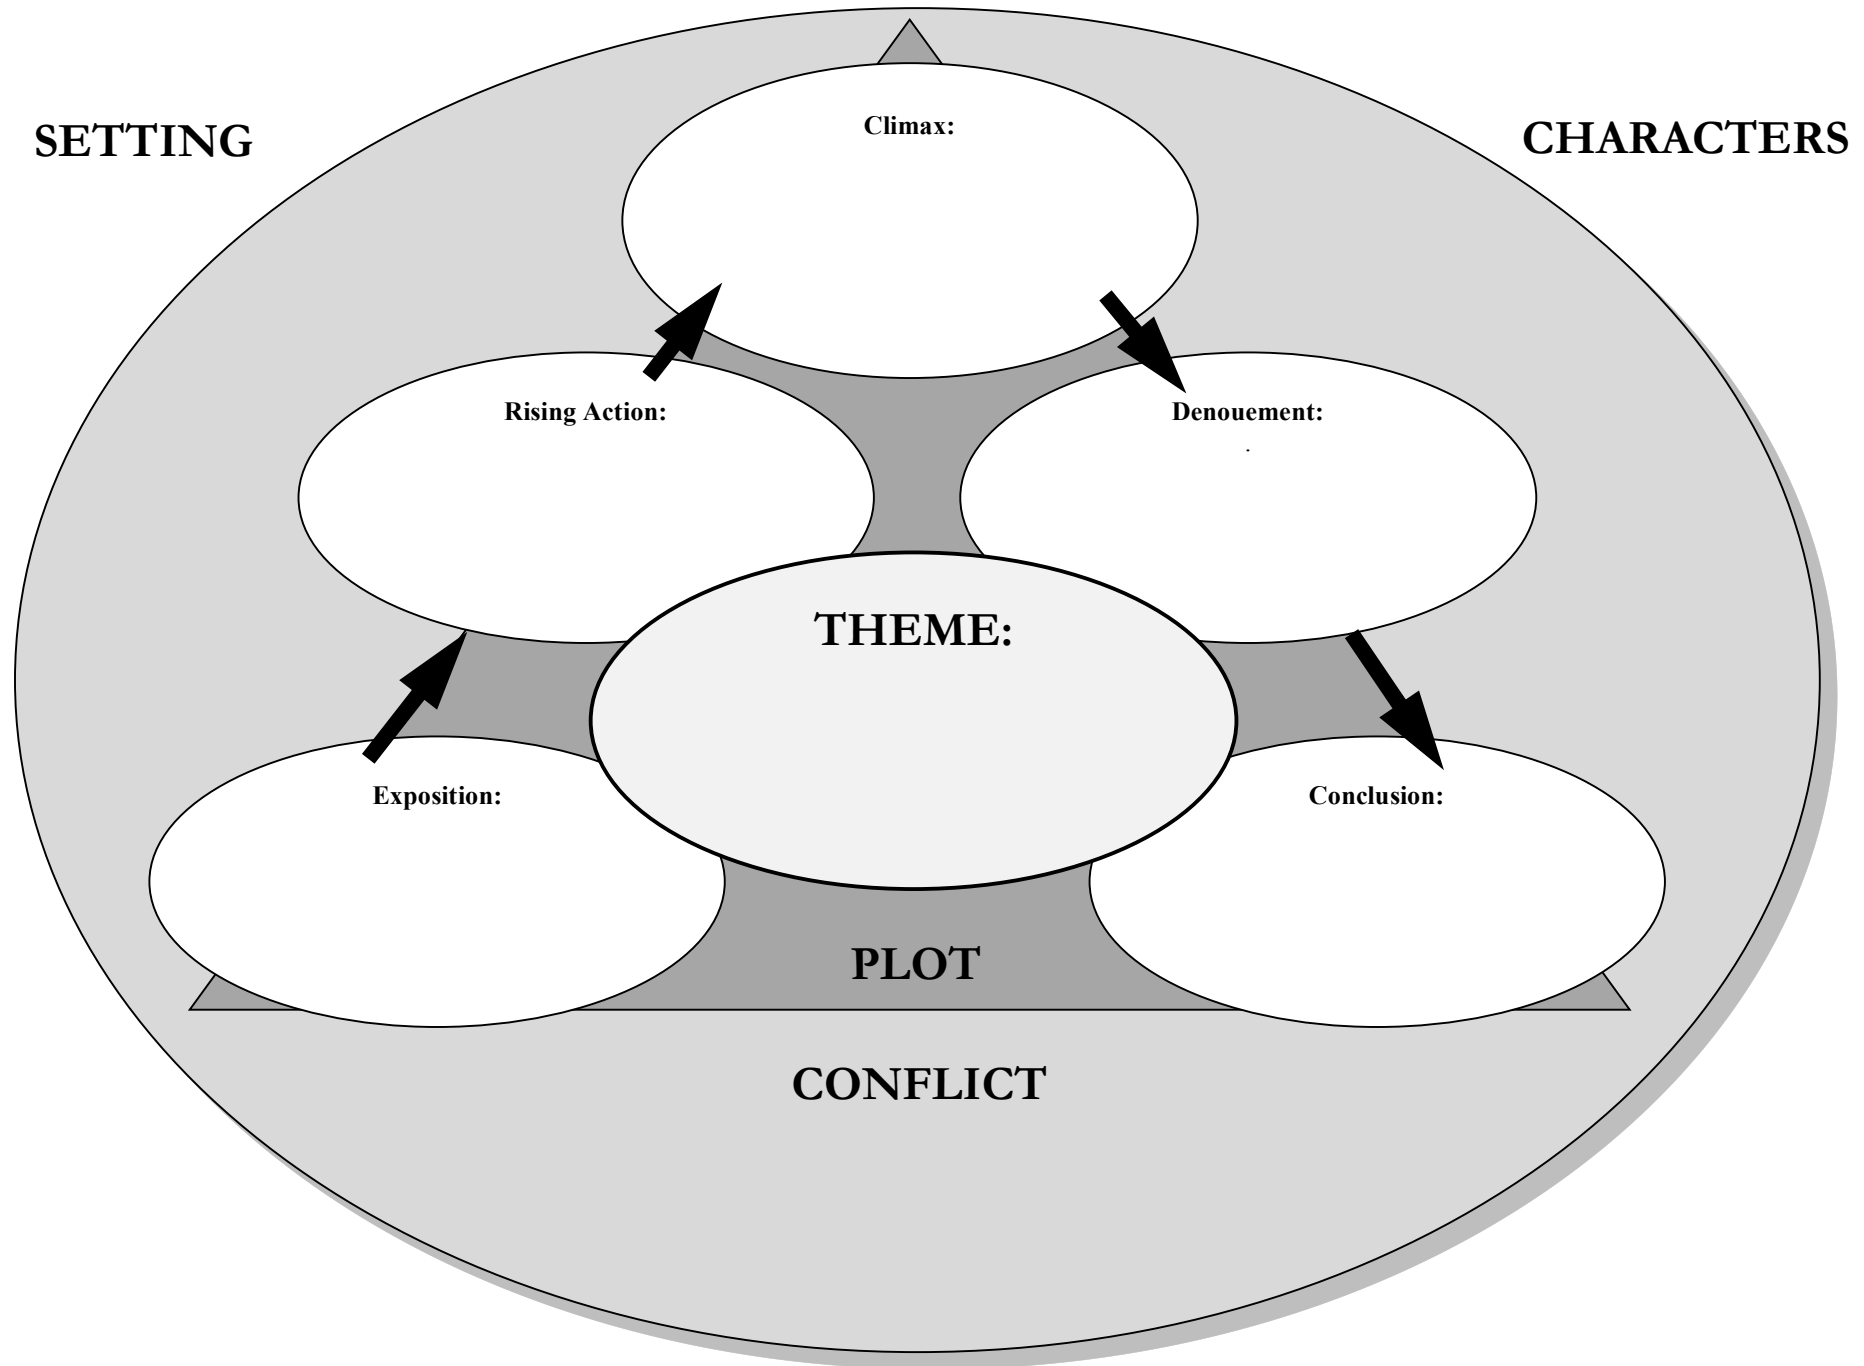 SETTING
CHARACTERS
Climax:
Rising Action:
Denouement:
.
THEME:
Exposition:
Conclusion:
PLOT
CONFLICT